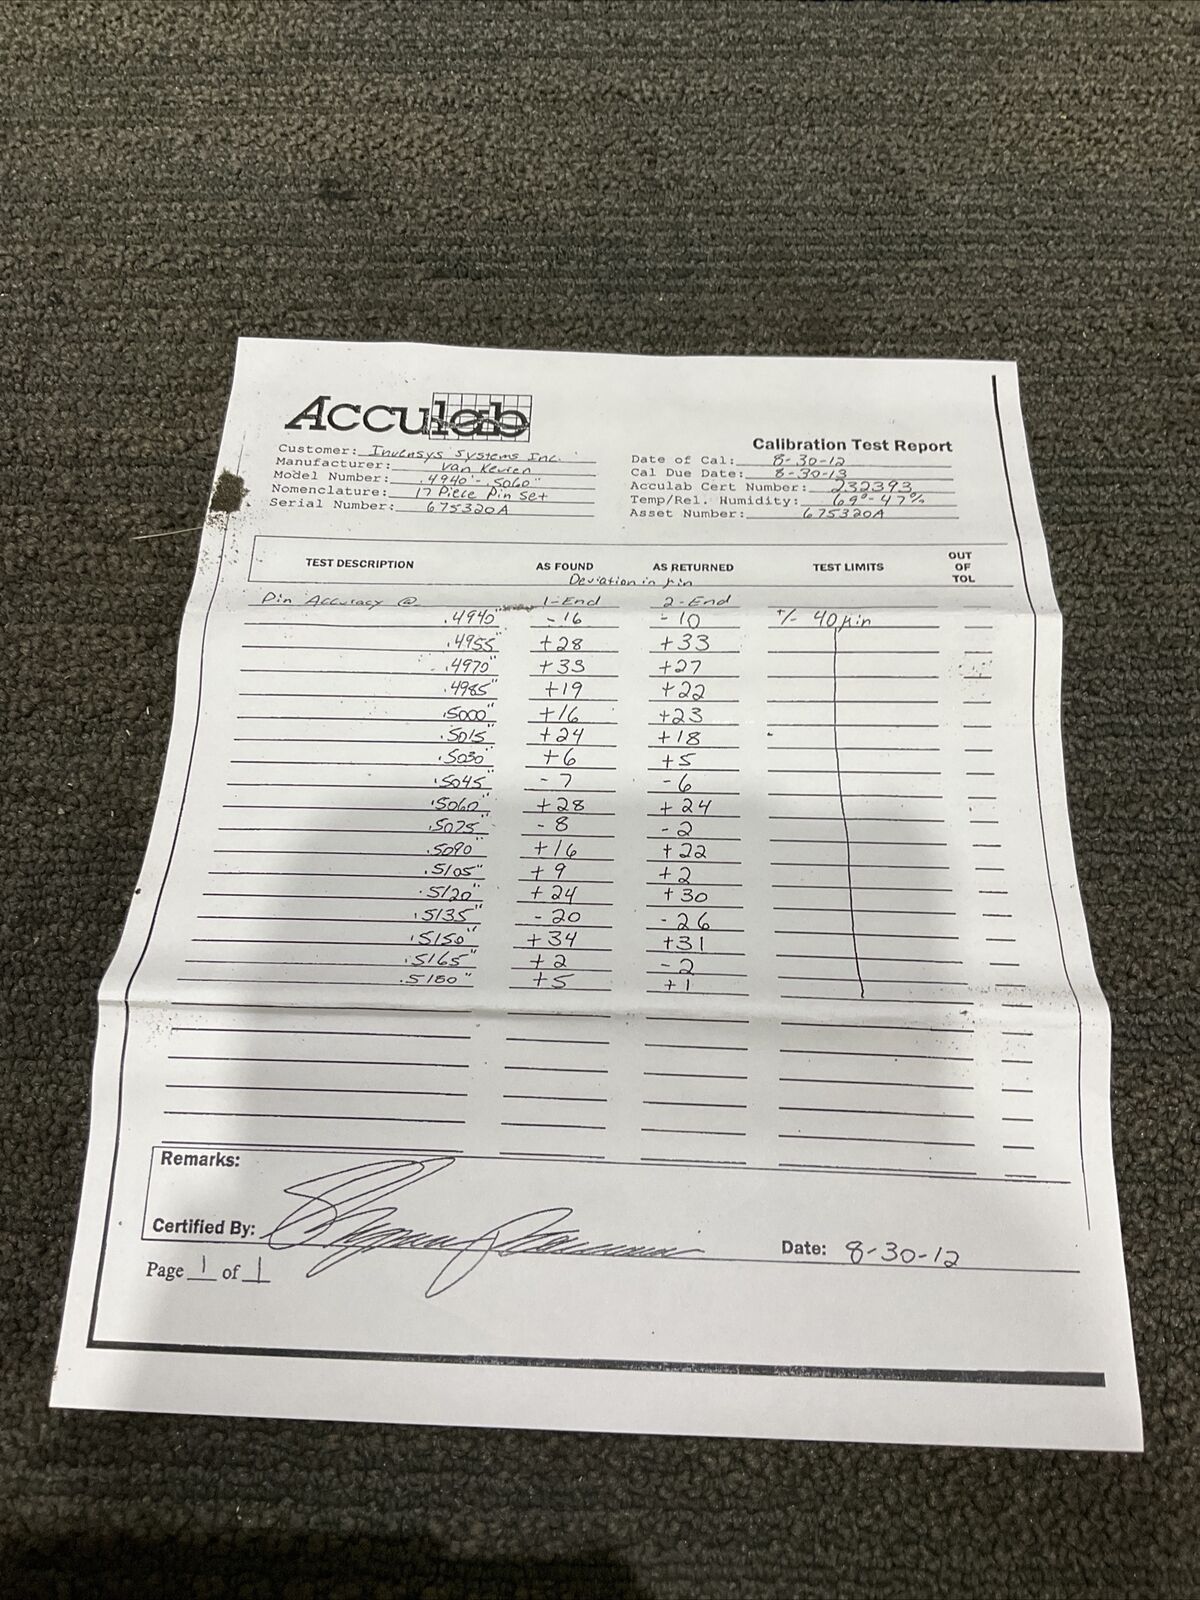 Acculab
Calibration Test Report
Customer: Invensys Systems Inc.
Manufacturer: Van Keuren
Model Number: .4940"-.5060"
Nomenclature: 17 Piece Pin Set
Serial Number: 675320A
Date of Cal: 8-30-12
Cal Due Date: 8-30-13
Acculab Cert Number: 232393
Temp/Rel. Humidity: 69°-47%
Asset Number: 675320A
TEST DESCRIPTION AS FOUND AS RETURNED TEST LIMITS OUT OF TOL
Deviation in µin
Pin Accuracy @ 1-End 2-End
.4940" -16 -10 +/- 40µin
.4955" +28 +33
.4970" +33 +27
.4985" +19 +22
.5000" +16 +23
.5015" +24 +18
.5030" +6 +5
.5045" -7 -6
.5060" +28 +24
.5075" -8 -2
.5090" +16 +22
.5105" +9 +2
.5120" +24 +30
.5135" -20 -26
.5150" +34 +31
.5165" +2 -2
.5180" +5 +1
Remarks:
Certified By:
Date: 8-30-12
Page 1 of 1